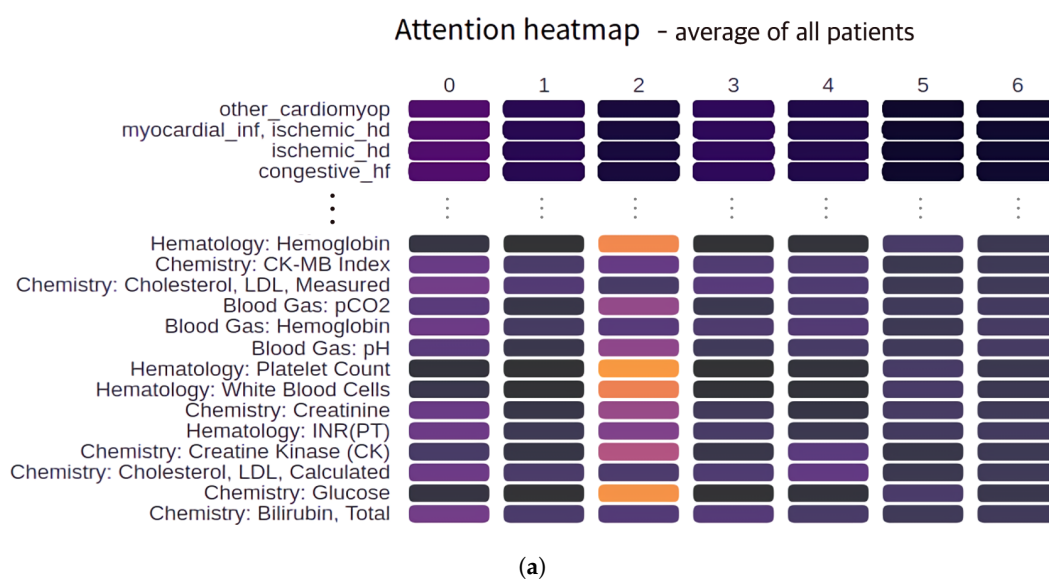 Attention heatmap - average of all patients
0 1 2 3 4 5 6
other_cardiomyop
myocardial_inf, ischemic_hd
ischemic_hd
congestive_hf
Hematology: Hemoglobin
Chemistry: CK-MB Index
Chemistry: Cholesterol, LDL, Measured
Blood Gas: pCO2
Blood Gas: Hemoglobin
Blood Gas: pH
Hematology: Platelet Count
Hematology: White Blood Cells
Chemistry: Creatinine
Hematology: INR(PT)
Chemistry: Creatine Kinase (CK)
Chemistry: Cholesterol, LDL, Calculated
Chemistry: Glucose
Chemistry: Bilirubin, Total
(a)